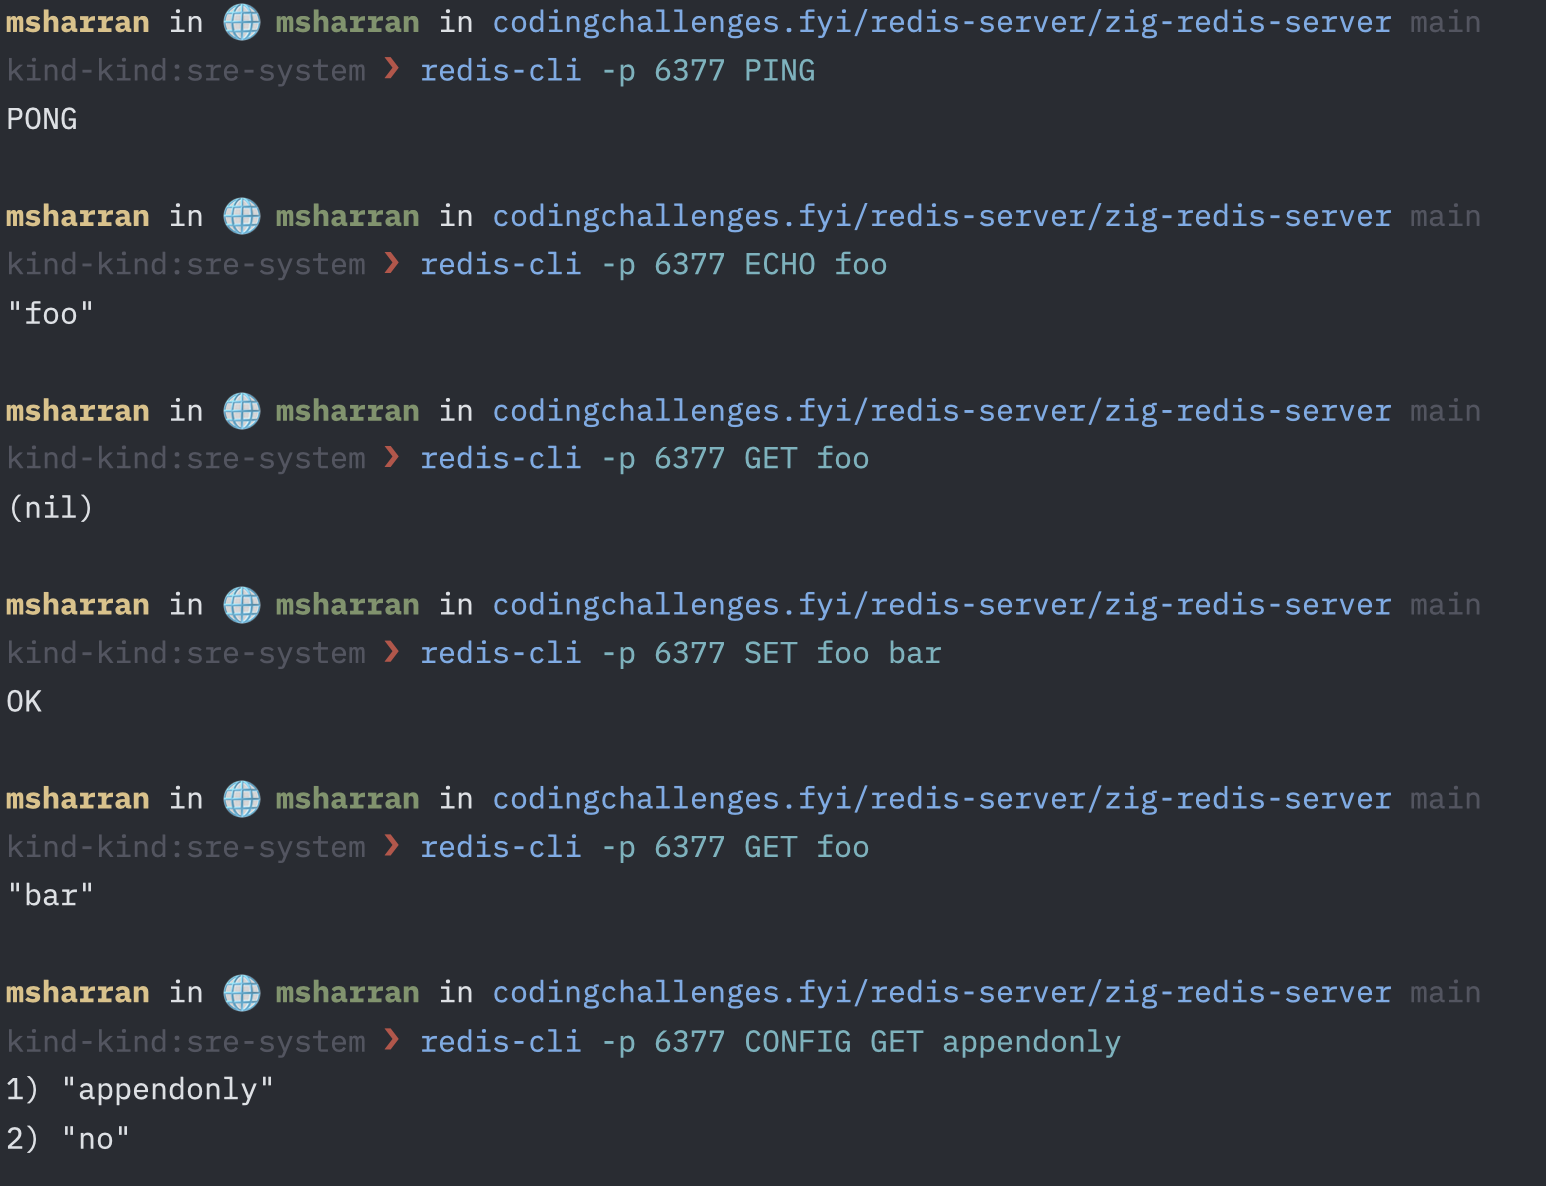 msharran in 🌐 msharran in codingchallenges.fyi/redis-server/zig-redis-server main
kind-kind:sre-system ❯ redis-cli -p 6377 PING
PONG
msharran in 🌐 msharran in codingchallenges.fyi/redis-server/zig-redis-server main
kind-kind:sre-system ❯ redis-cli -p 6377 ECHO foo
"foo"
msharran in 🌐 msharran in codingchallenges.fyi/redis-server/zig-redis-server main
kind-kind:sre-system ❯ redis-cli -p 6377 GET foo
(nil)
msharran in 🌐 msharran in codingchallenges.fyi/redis-server/zig-redis-server main
kind-kind:sre-system ❯ redis-cli -p 6377 SET foo bar
OK
msharran in 🌐 msharran in codingchallenges.fyi/redis-server/zig-redis-server main
kind-kind:sre-system ❯ redis-cli -p 6377 GET foo
"bar"
msharran in 🌐 msharran in codingchallenges.fyi/redis-server/zig-redis-server main
kind-kind:sre-system ❯ redis-cli -p 6377 CONFIG GET appendonly
1) "appendonly"
2) "no"